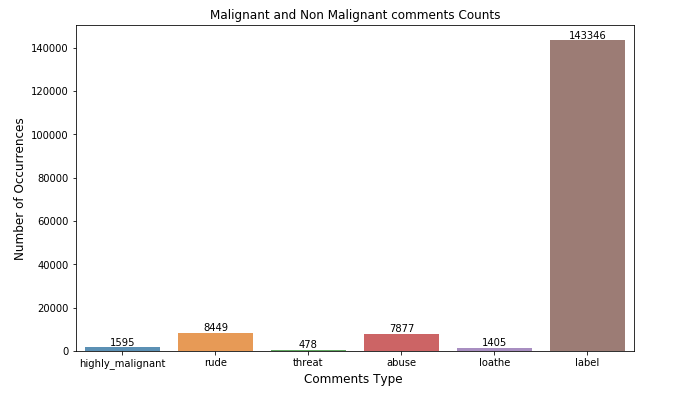 Malignant and Non Malignant comments Counts
Number of Occurrences
140000
120000
100000
80000
60000
40000
20000
0
1595
8449
478
7877
1405
143346
highly_malignant
rude
threat
abuse
loathe
label
Comments Type